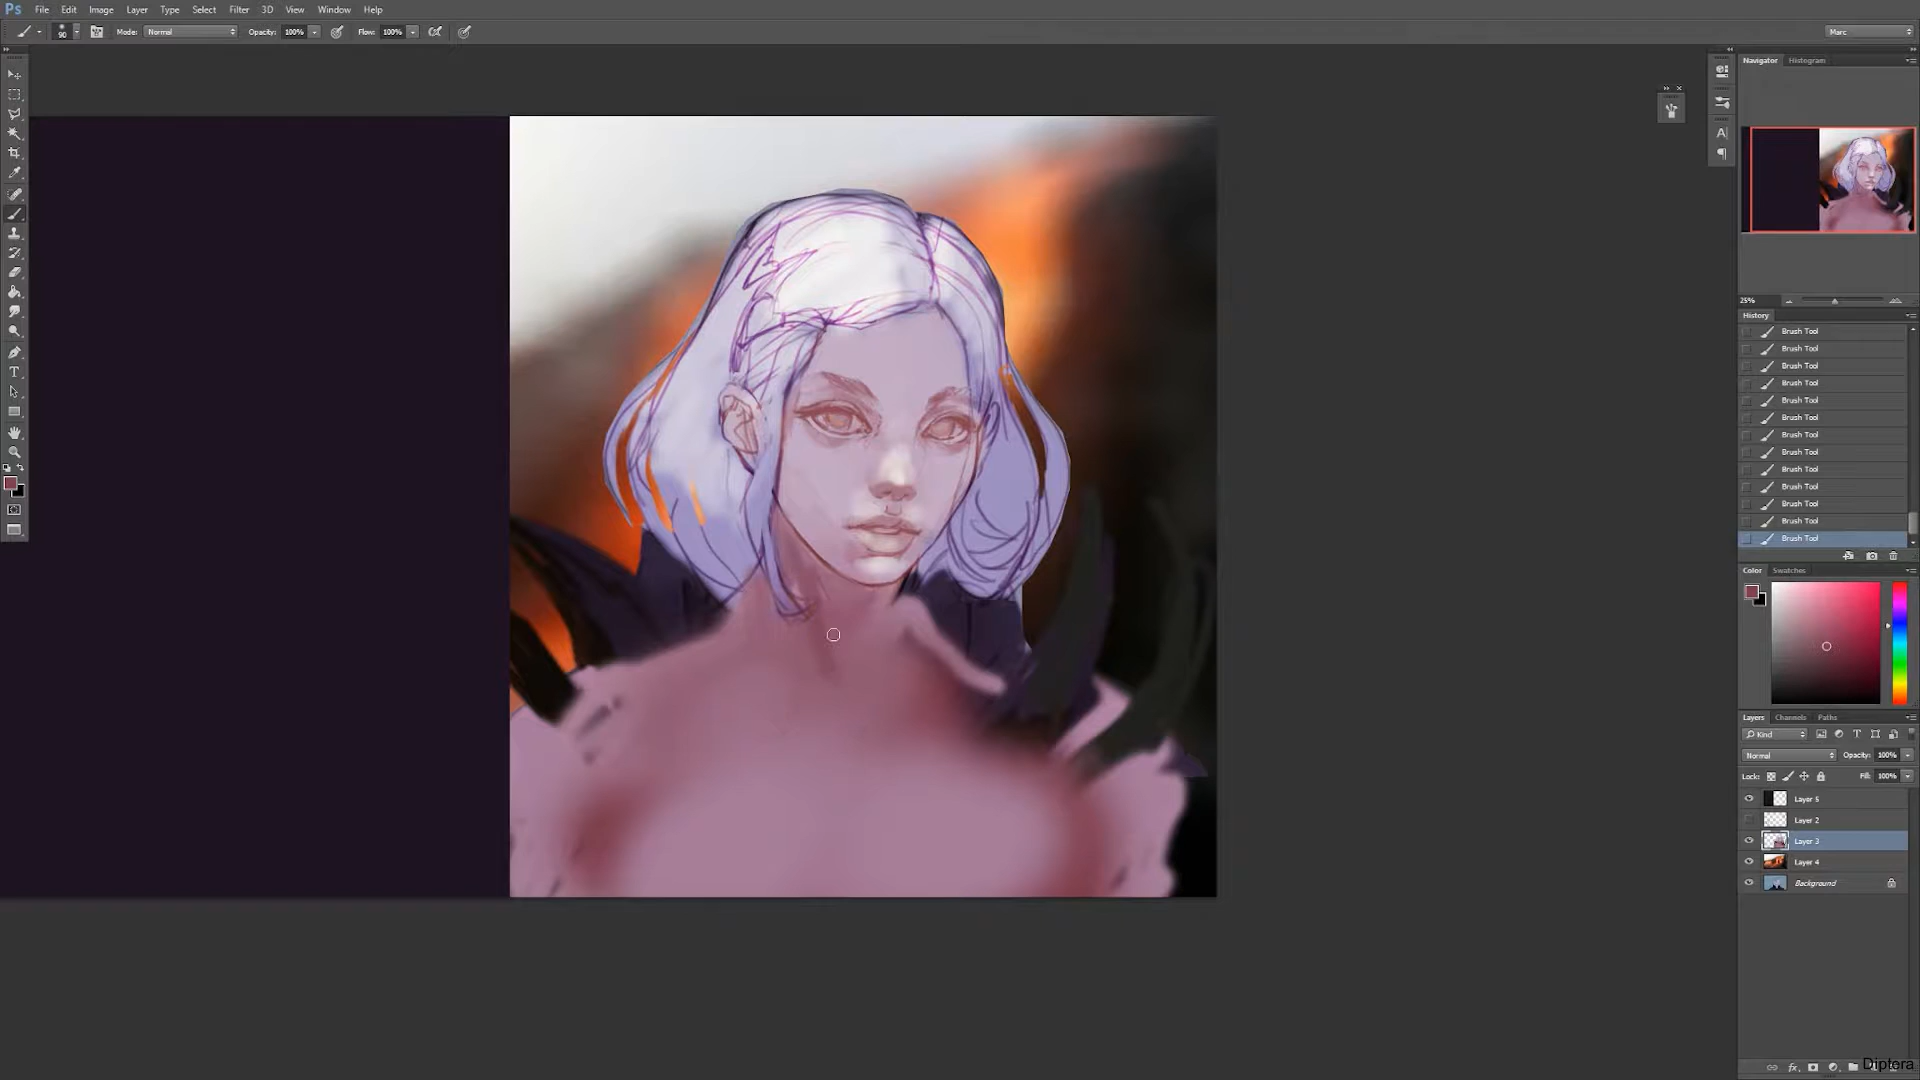 Ps File Edit Image Layer Type Select Filter 3D View Window Help
90 Mode: Normal Opacity: 100% Flow: 100% Marc
Navigator Histogram
25%
History
Brush Tool
Brush Tool
Brush Tool
Brush Tool
Brush Tool
Brush Tool
Brush Tool
Brush Tool
Brush Tool
Brush Tool
Brush Tool
Brush Tool
Brush Tool
Color Swatches
Layers Channels Paths
Kind
Normal Opacity: 100%
Lock: Fill: 100%
Layer 5
Layer 2
Layer 3
Layer 4
Background
Diptera